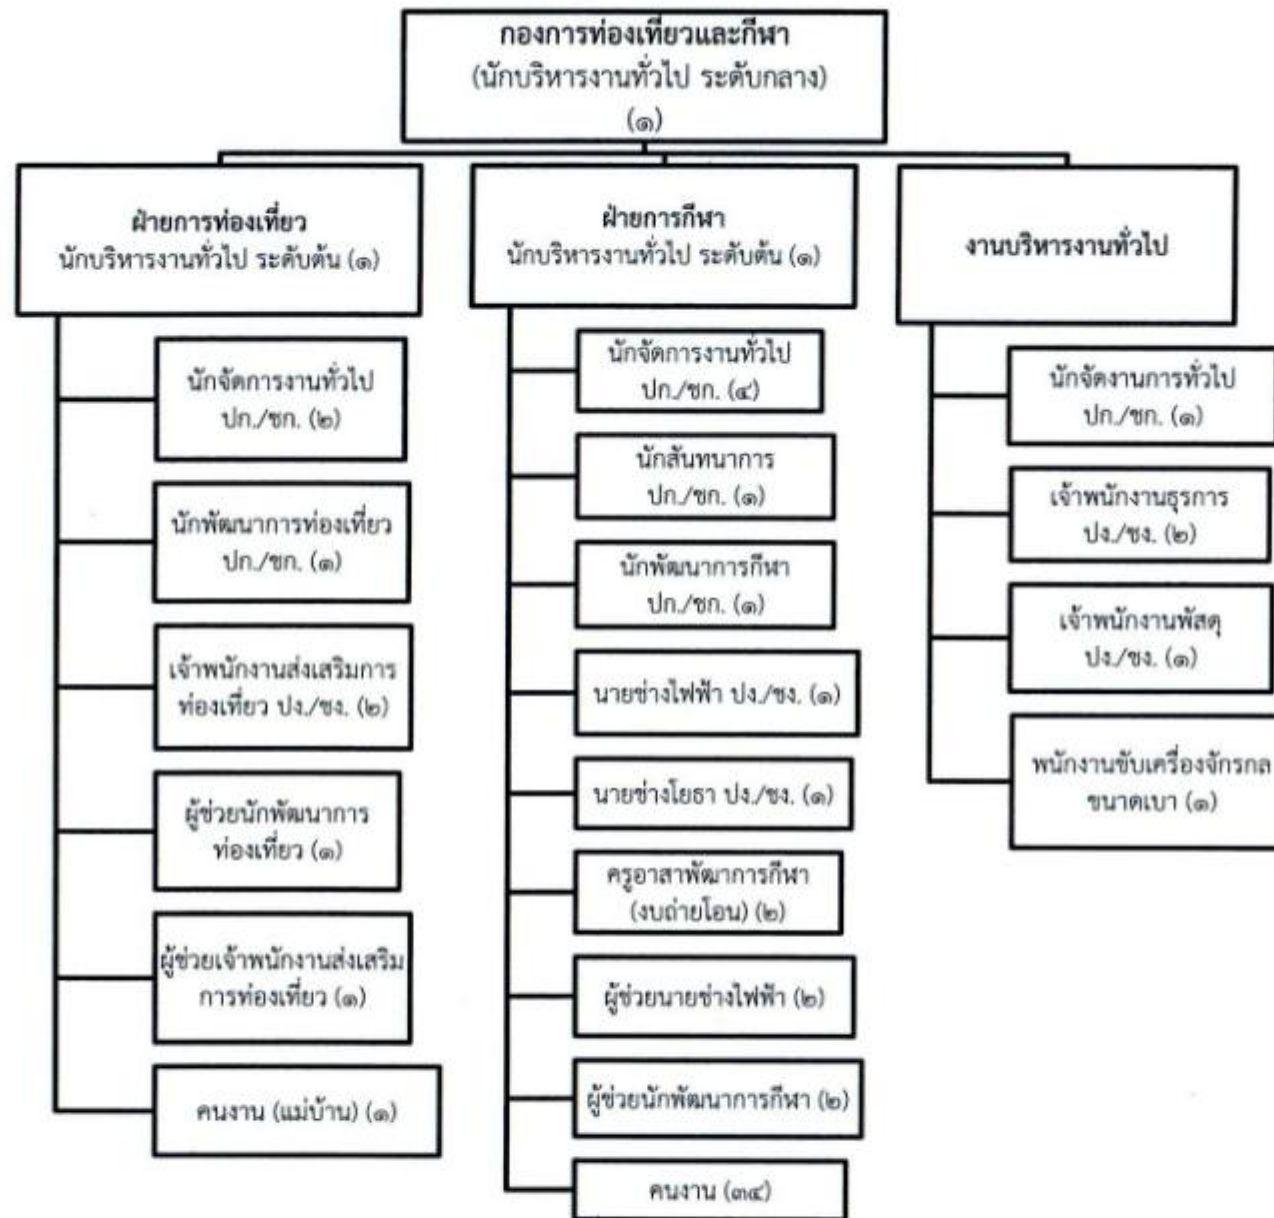 กองการท่องเที่ยวและกีฬา
(นักบริหารงานทั่วไป ระดับกลาง)
(๑)
ฝ่ายการท่องเที่ยว
นักบริหารงานทั่วไป ระดับต้น (๑)
นักจัดการงานทั่วไป
ปก./ชก. (๒)
นักพัฒนาการท่องเที่ยว
ปก./ชก. (๑)
เจ้าพนักงานส่งเสริมการ
ท่องเที่ยว ปง./ชง. (๒)
ผู้ช่วยนักพัฒนาการ
ท่องเที่ยว (๑)
ผู้ช่วยเจ้าพนักงานส่งเสริม
การท่องเที่ยว (๑)
คนงาน (แม่บ้าน) (๑)
ฝ่ายการกีฬา
นักบริหารงานทั่วไป ระดับต้น (๑)
นักจัดการงานทั่วไป
ปก./ชก. (๔)
นักสันทนาการ
ปก./ชก. (๑)
นักพัฒนาการกีฬา
ปก./ชก. (๑)
นายช่างไฟฟ้า ปง./ชง. (๑)
นายช่างโยธา ปง./ชง. (๑)
ครูอาสาพัฒาการกีฬา
(งบถ่ายโอน) (๒)
ผู้ช่วยนายช่างไฟฟ้า (๒)
ผู้ช่วยนักพัฒนาการกีฬา (๒)
คนงาน (๓๔)
งานบริหารงานทั่วไป
นักจัดงานการทั่วไป
ปก./ชก. (๑)
เจ้าพนักงานธุรการ
ปง./ชง. (๒)
เจ้าพนักงานพัสดุ
ปง./ชง. (๑)
พนักงานขับเครื่องจักรกล
ขนาดเบา (๑)